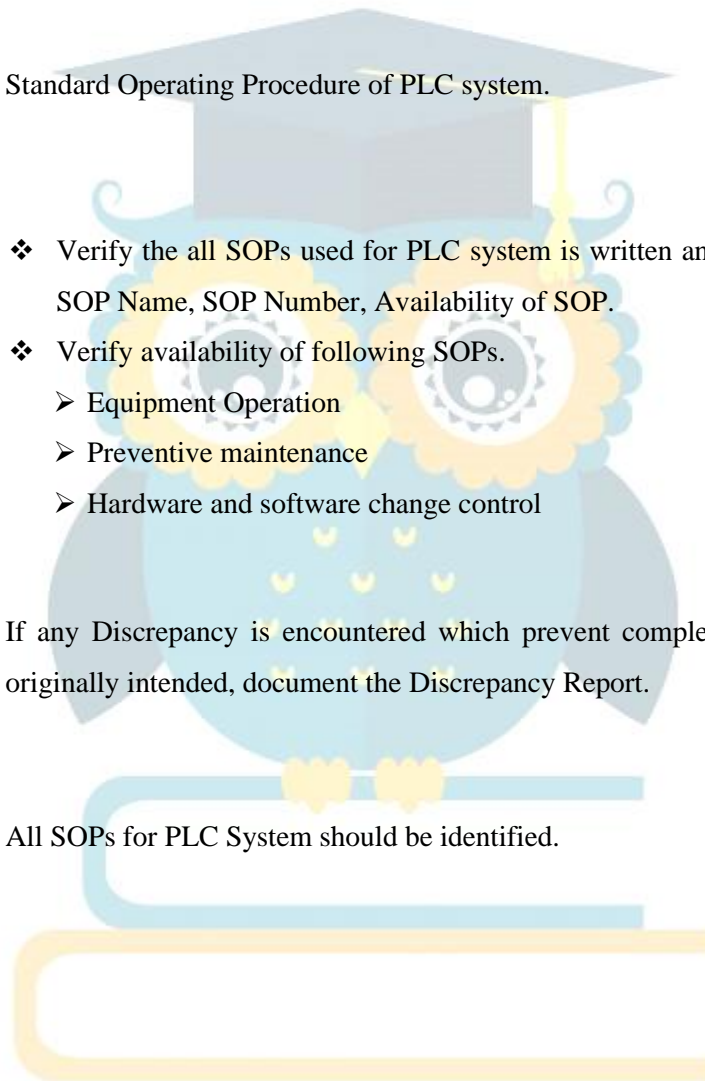 Standard Operating Procedure of PLC system.
❖ Verify the all SOPs used for PLC system is written an
SOP Name, SOP Number, Availability of SOP.
❖ Verify availability of following SOPs.
➢ Equipment Operation
➢ Preventive maintenance
➢ Hardware and software change control
If any Discrepancy is encountered which prevent comple
originally intended, document the Discrepancy Report.
All SOPs for PLC System should be identified.